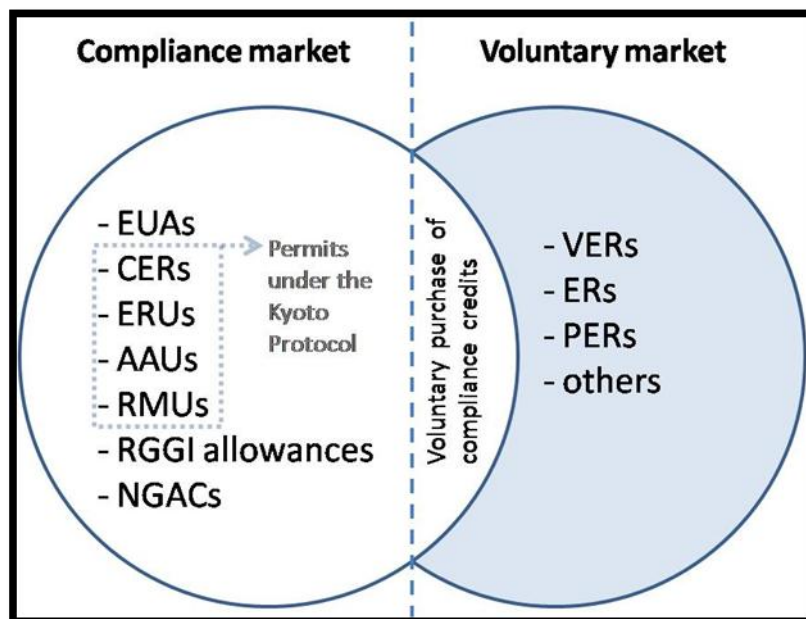 Compliance market
Voluntary market
- EUAs
- CERs
- ERUs
- AAUs
- RMUs
- RGGI allowances
- NGACs
Permits
under the
Kyoto
Protocol
Voluntary purchase of
compliance credits
- VERs
- ERs
- PERs
- others